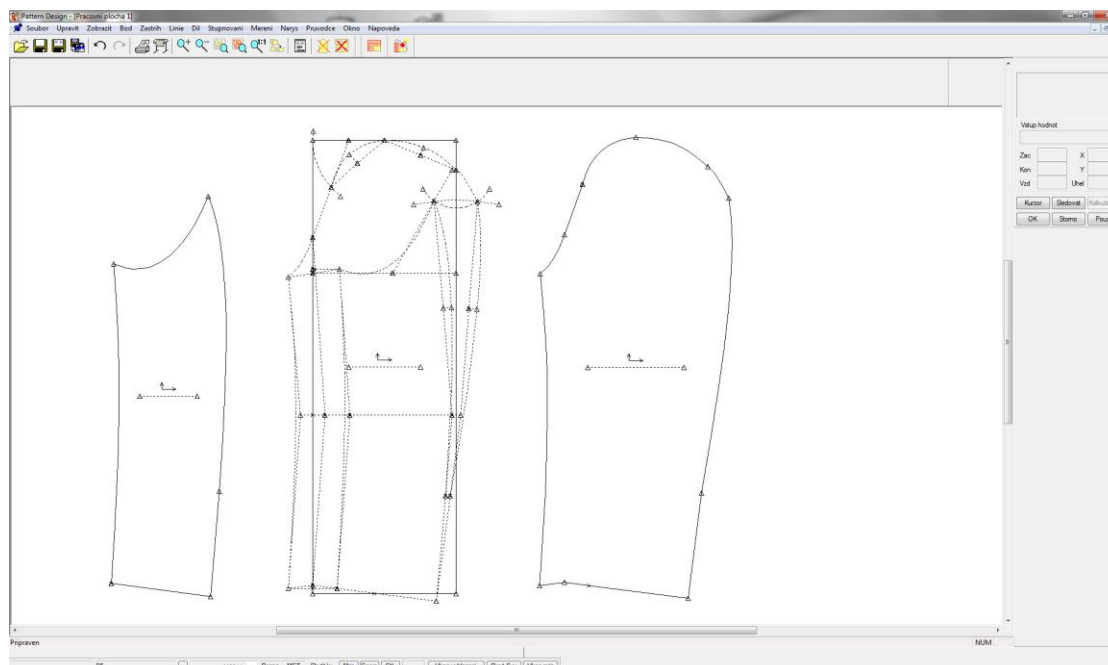 Pattern Design - [Pracovni plocha 1]
Soubor Upravit Zobrazit Bod Zastrih Linie Dil Stupnovani Mereni Narys Pruvodce Okno Napoveda
Vstup hodnot
Zac X
Kon Y
Vzd Uhel
Kurzor Sledovat
OK Storno
Pripraven NUM